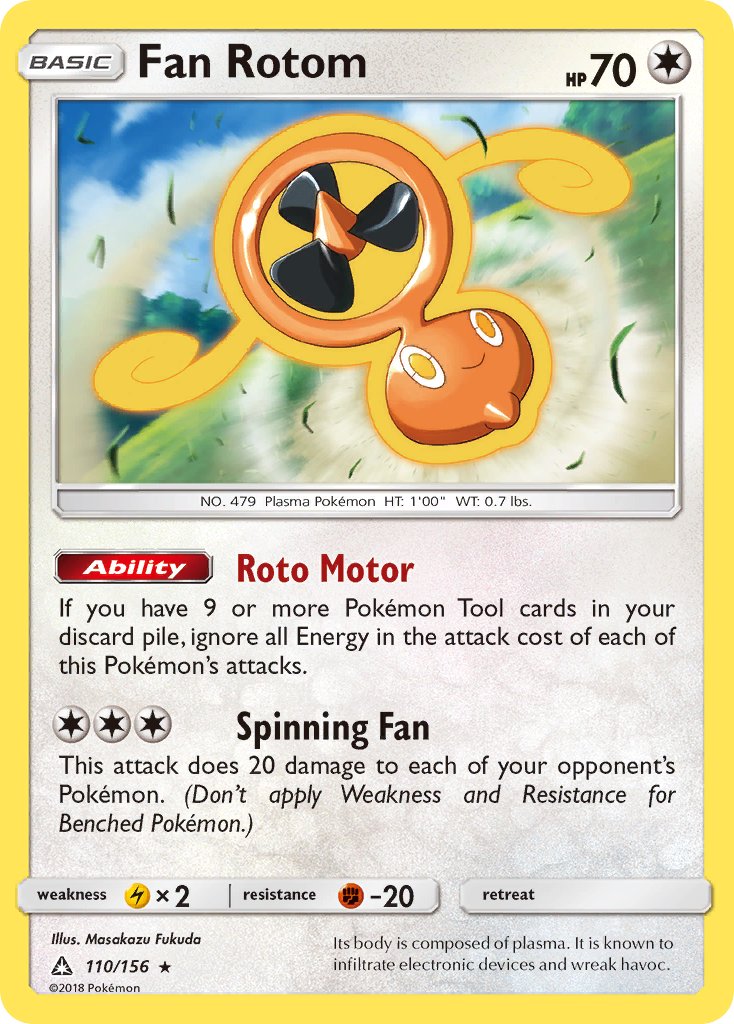 BASIC Fan Rotom HP 70
NO. 479 Plasma Pokémon HT: 1'00" WT: 0.7 lbs.
Ability Roto Motor
If you have 9 or more Pokémon Tool cards in your
discard pile, ignore all Energy in the attack cost of each of
this Pokémon's attacks.
Spinning Fan
This attack does 20 damage to each of your opponent's
Pokémon. (Don't apply Weakness and Resistance for
Benched Pokémon.)
weakness × 2 resistance –20 retreat
Illus. Masakazu Fukuda
110/156 ★
©2018 Pokémon
Its body is composed of plasma. It is known to
infiltrate electronic devices and wreak havoc.